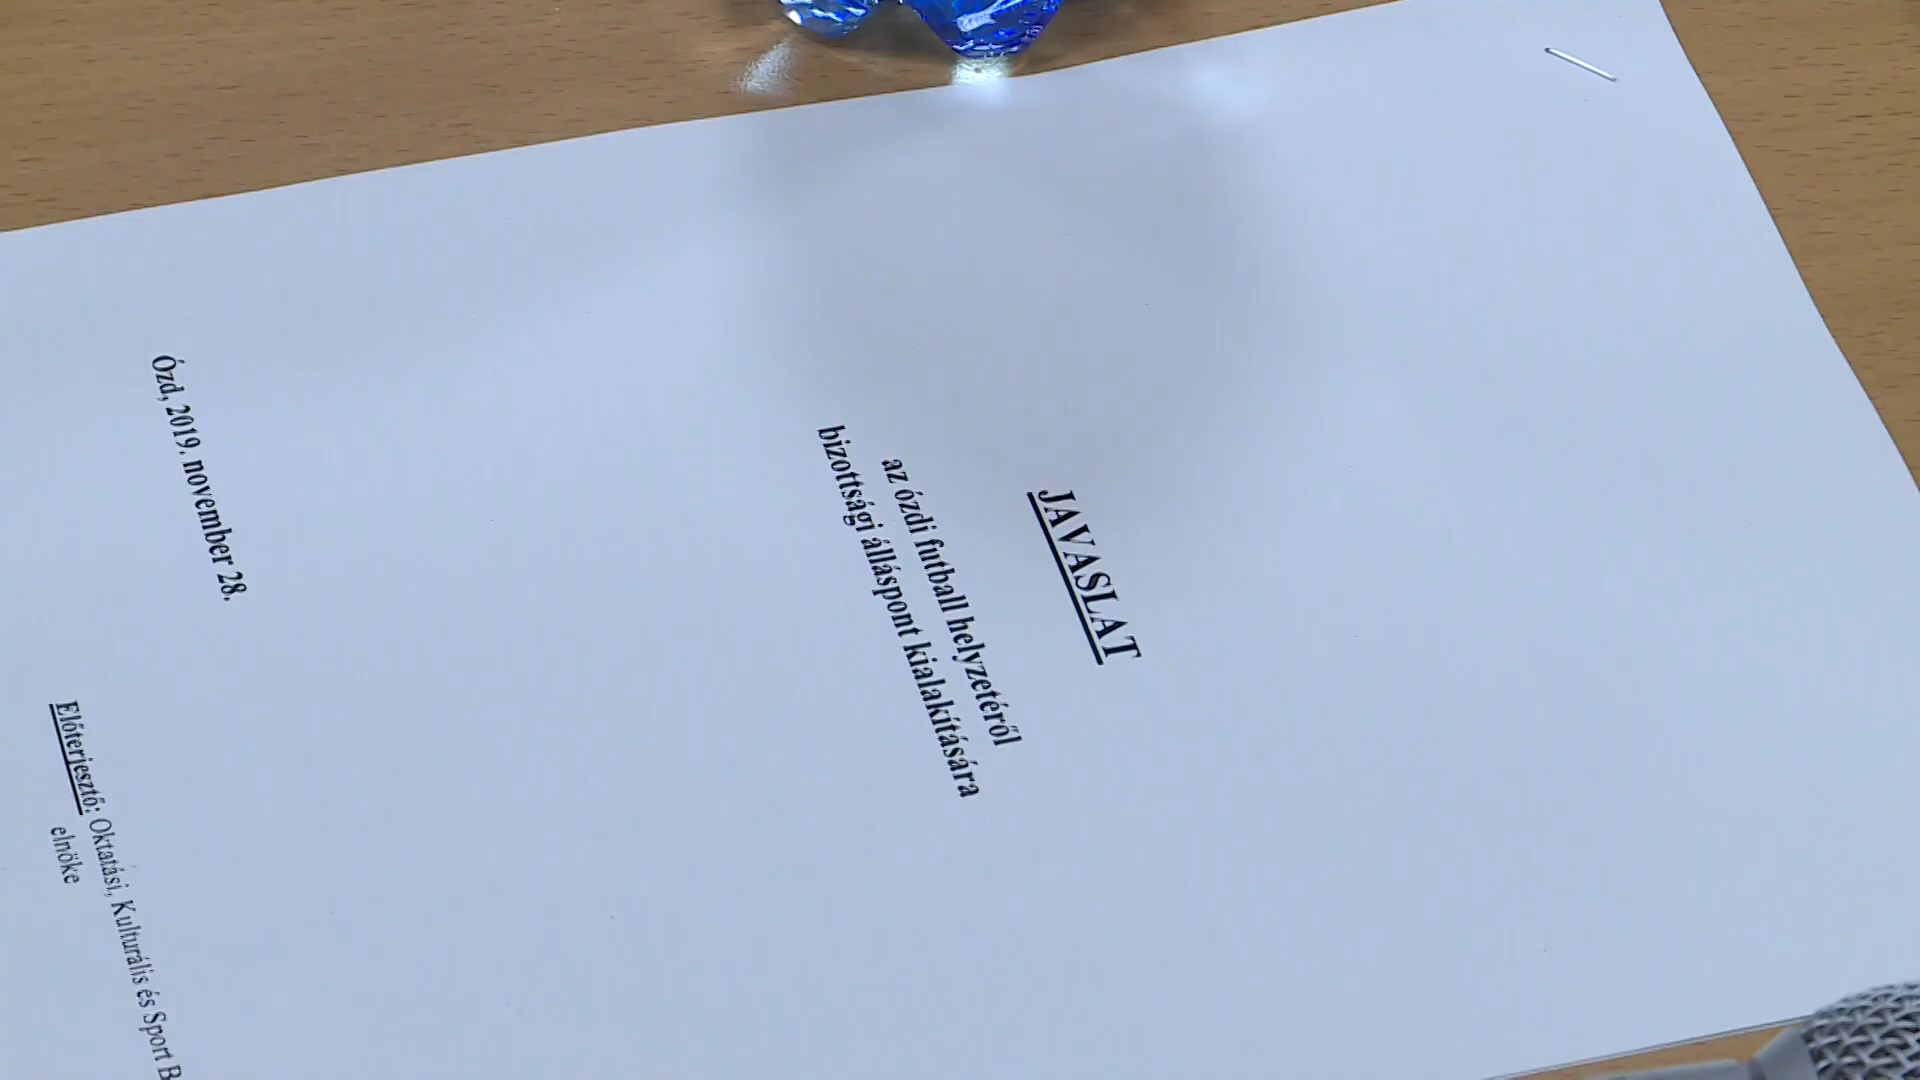 JAVASLAT
az ózdi futball helyzetéről
bizottsági álláspont kialakítására
Ózd, 2019. november 28.
Előterjesztő: Oktatási, Kulturális és Sport B
elnöke